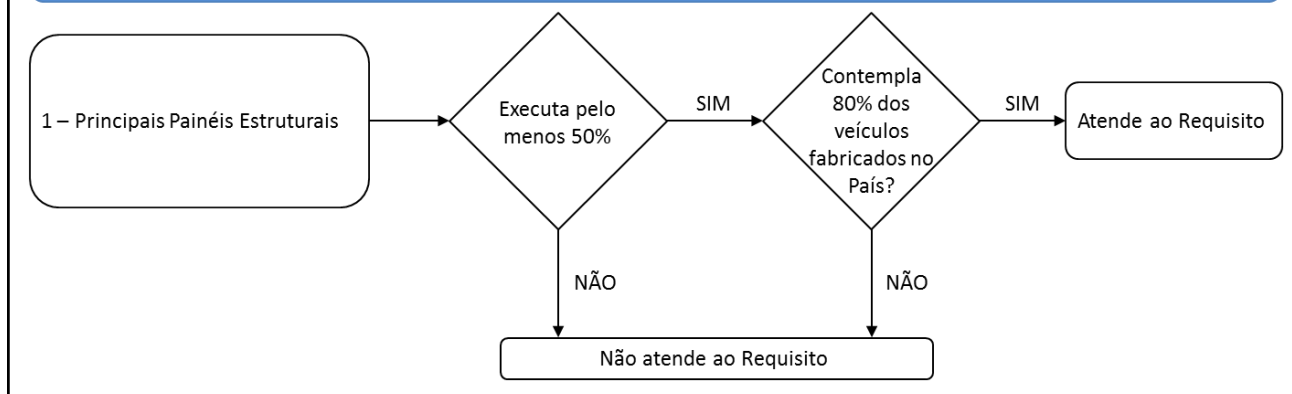 1 – Principais Painéis Estruturais
Executa pelo
menos 50%
SIM
Contempla
80% dos
veículos
fabricados no
País?
SIM
Atende ao Requisito
NÃO
NÃO
Não atende ao Requisito